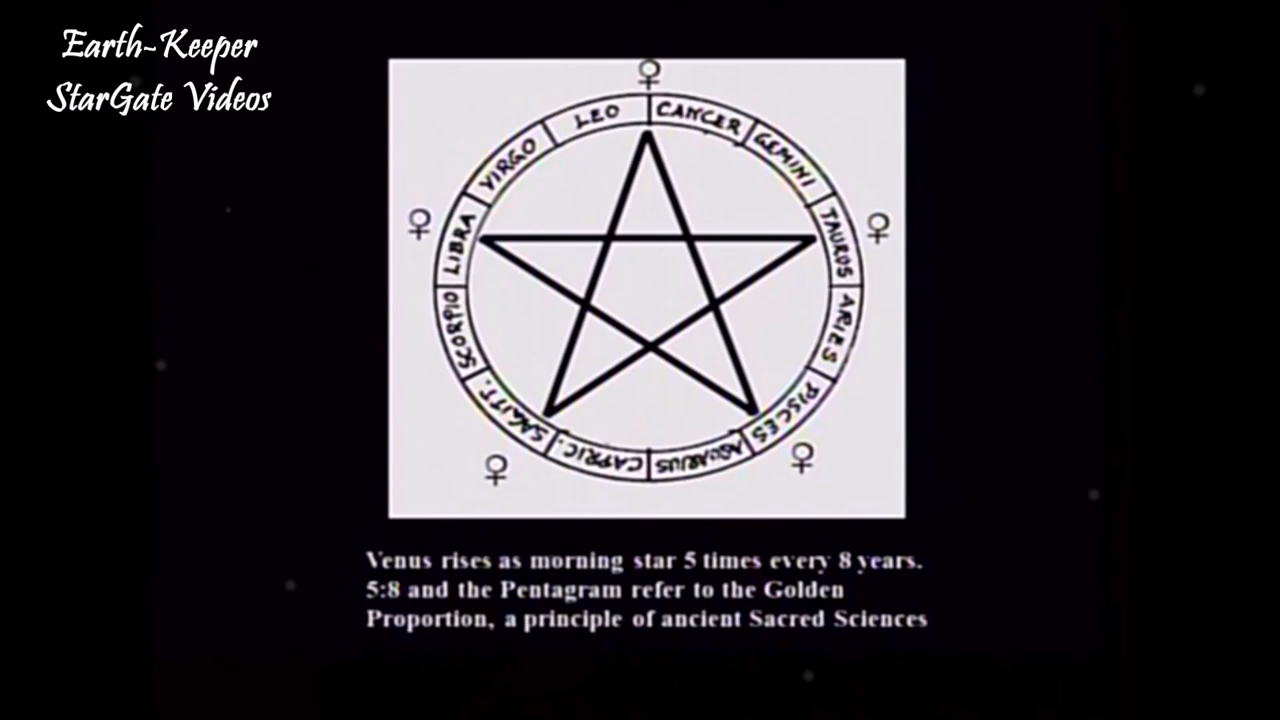 Earth-Keeper
StarGate Videos
♀
LEO
CANCER
VIRGO
GEMINI
♀
LIBRA
TAUROS
♀
SCORPIO
ARIES
SAGITT.
PISCES
CAPRIC.
AQUARIUS
♀
♀
Venus rises as morning star 5 times every 8 years.
5:8 and the Pentagram refer to the Golden
Proportion, a principle of ancient Sacred Sciences